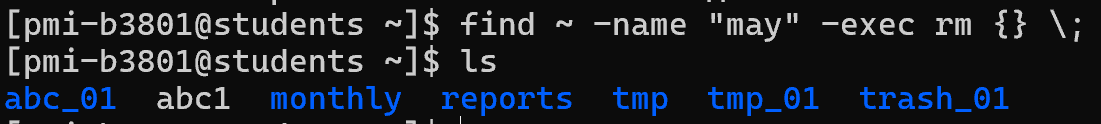 [pmi-b3801@students ~]$ find ~ -name "may" -exec rm {} \;
[pmi-b3801@students ~]$ ls
abc_01 abc1 monthly reports tmp tmp_01 trash_01